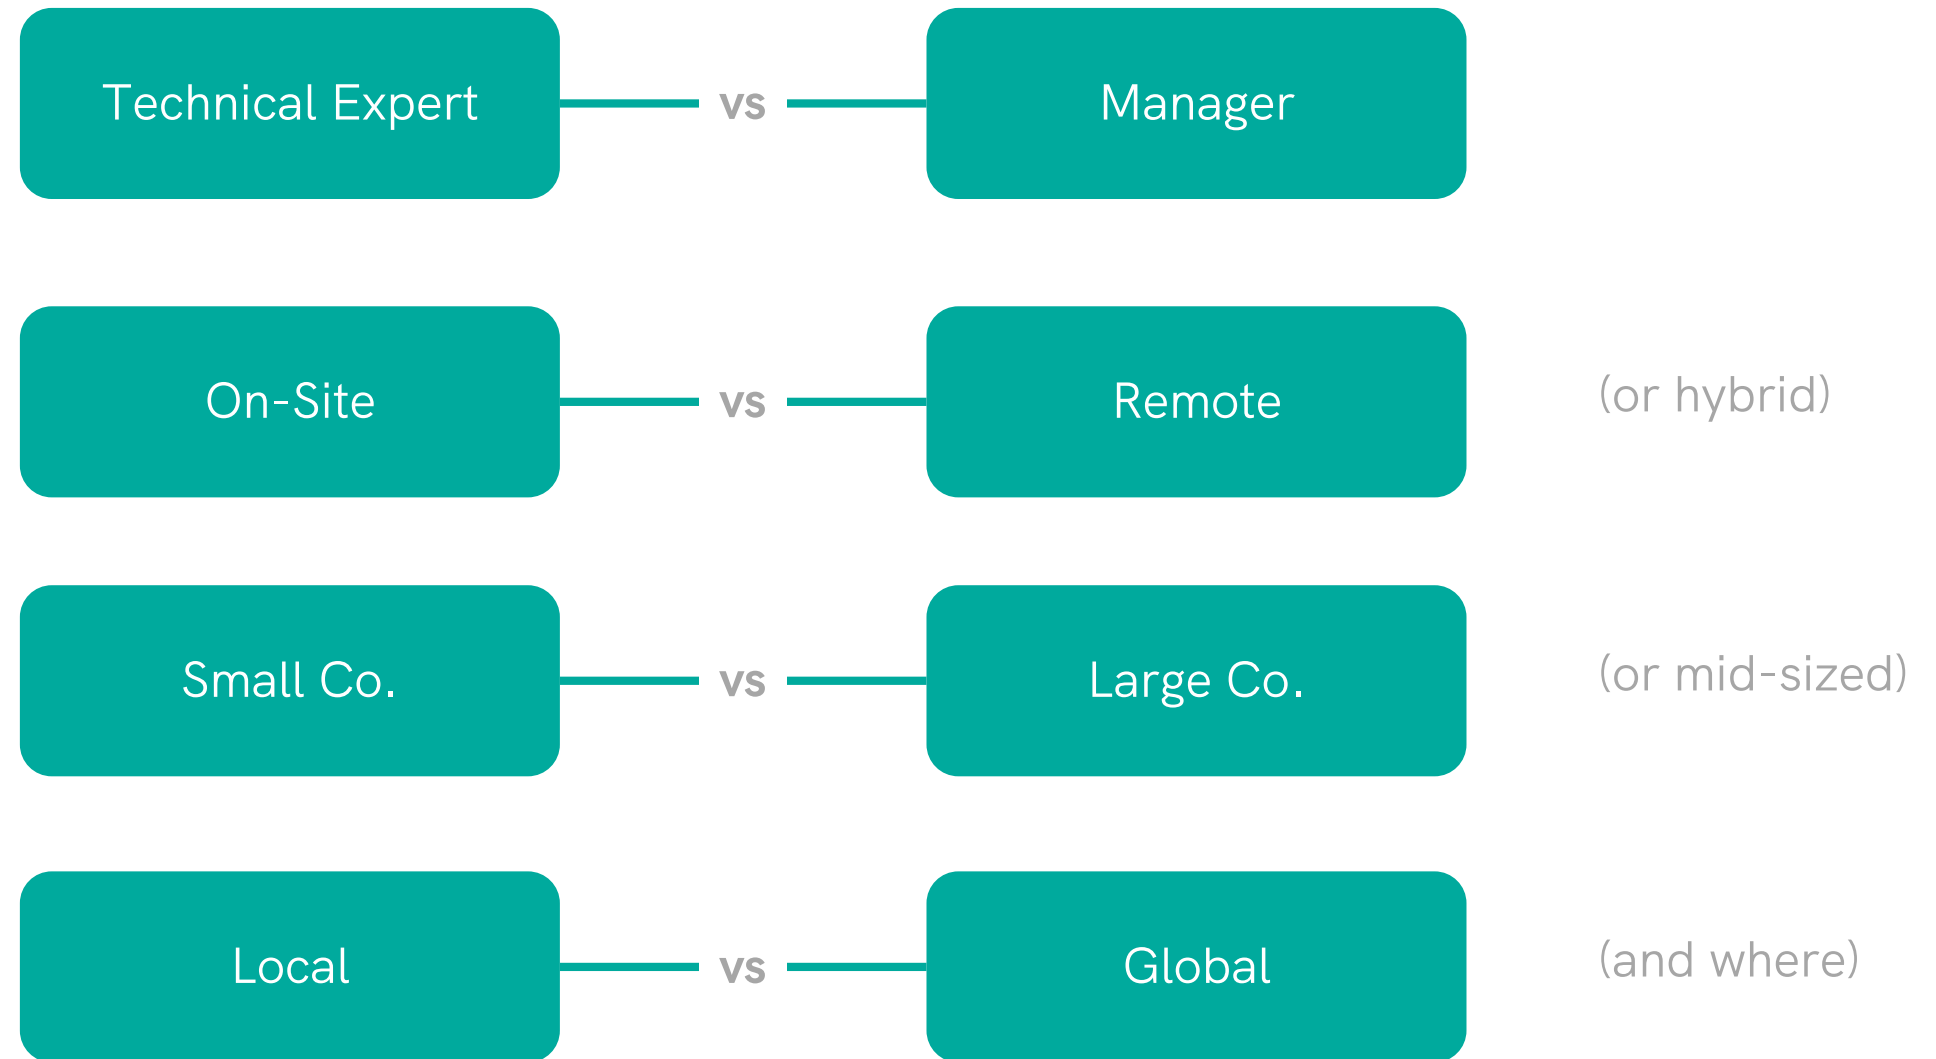 Technical Expert vs Manager
On-Site vs Remote (or hybrid)
Small Co. vs Large Co. (or mid-sized)
Local vs Global (and where)